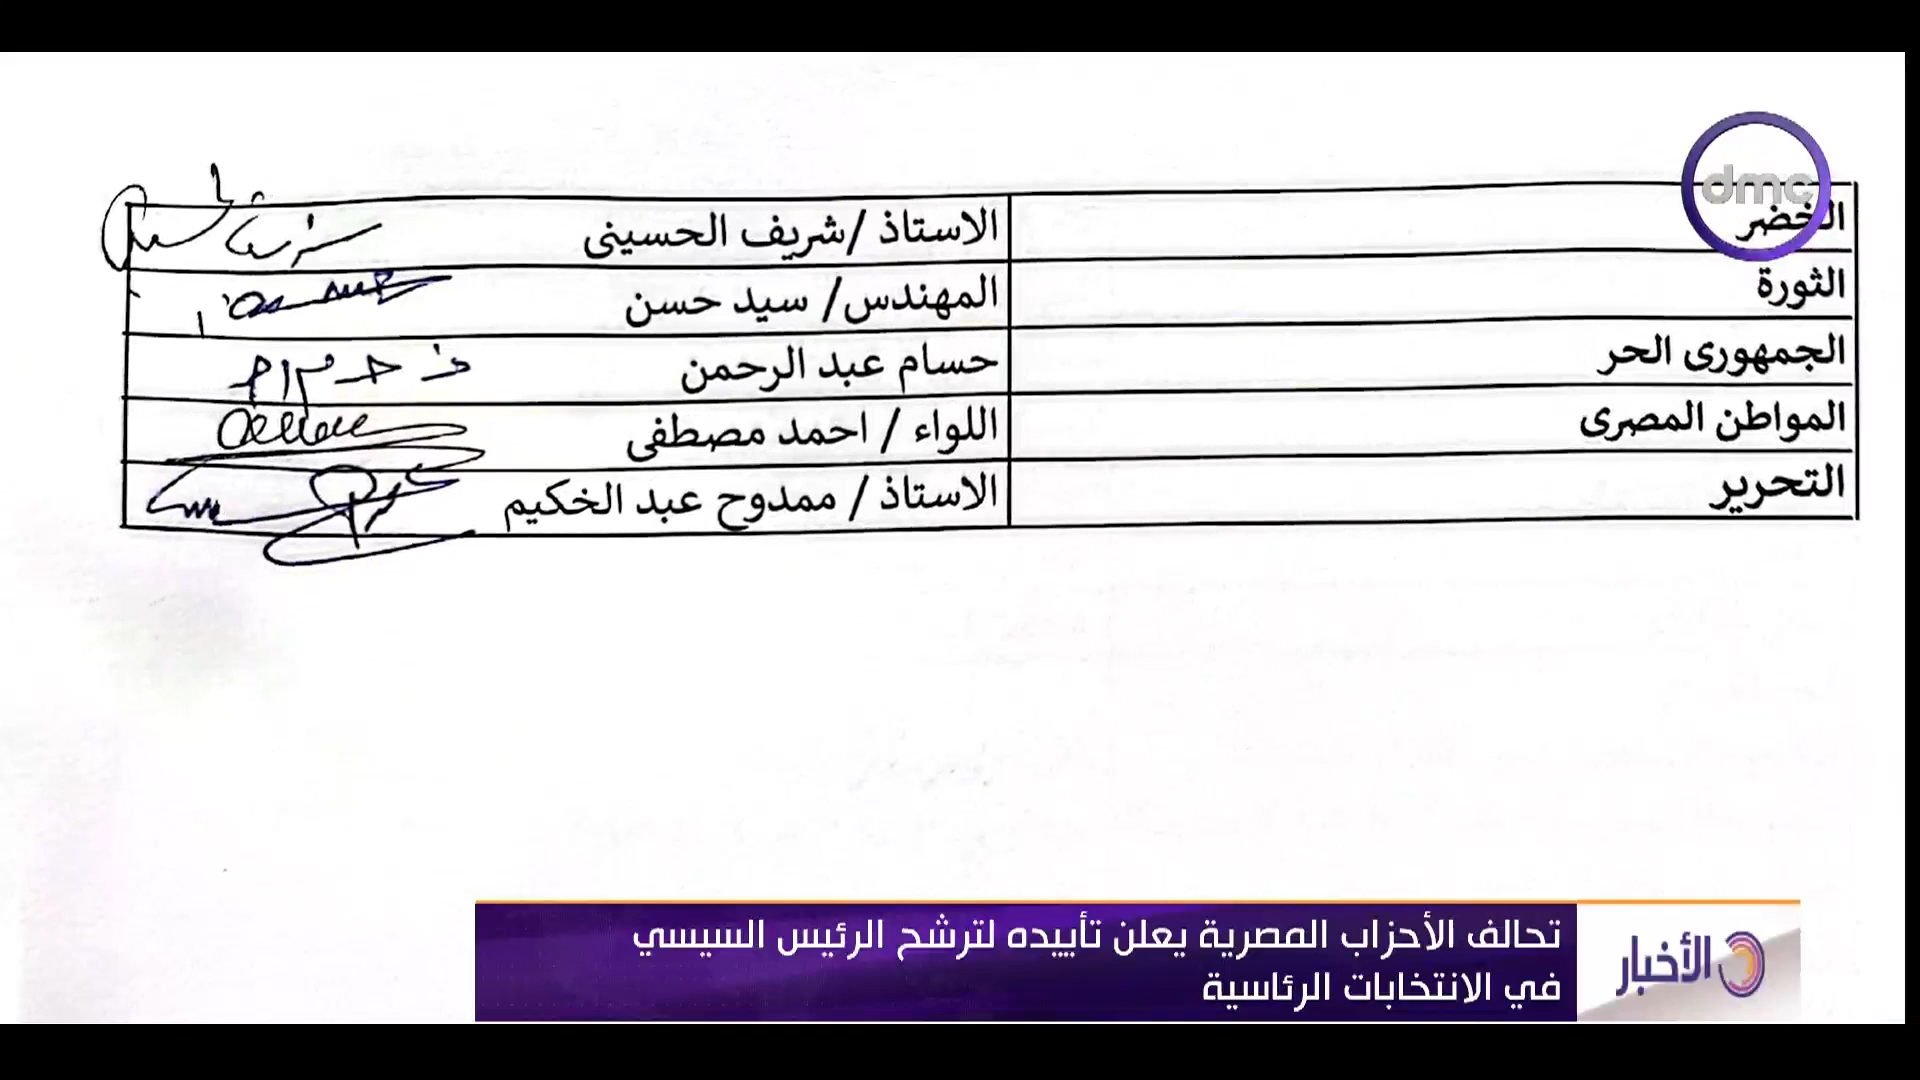 dmc
الخضر الاستاذ /شريف الحسينى
الثورة المهندس/ سيد حسن
الجمهورى الحر حسام عبد الرحمن
المواطن المصرى اللواء / احمد مصطفى
التحرير الاستاذ / ممدوح عبد الخكيم
الأخبار
تحالف الأحزاب المصرية يعلن تأييده لترشح الرئيس السيسي
في الانتخابات الرئاسية